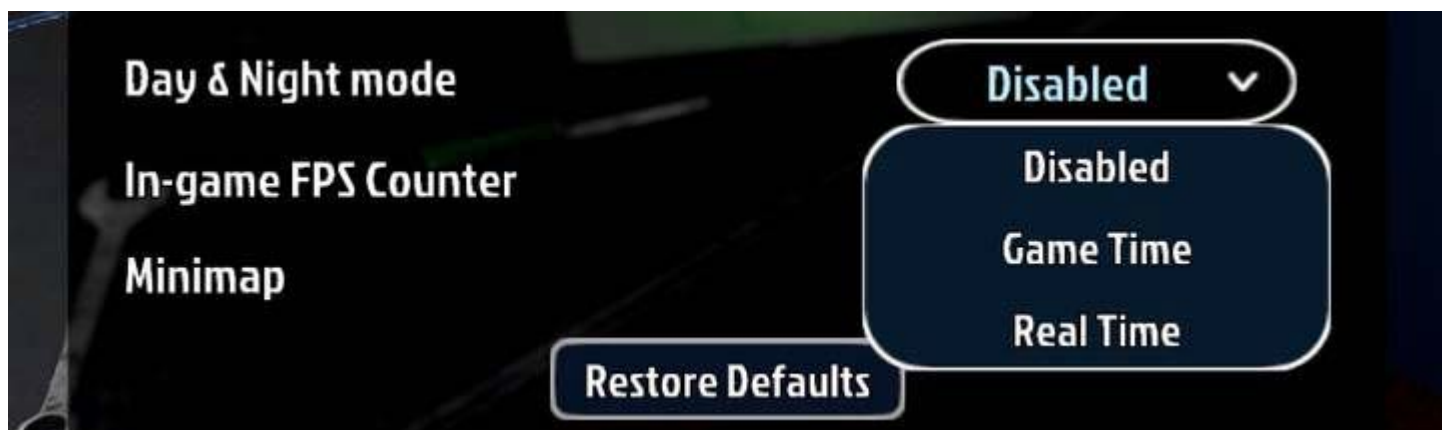 Day & Night mode
Disabled
Disabled
In-game FPS Counter
Game Time
Minimap
Real Time
Restore Defaults